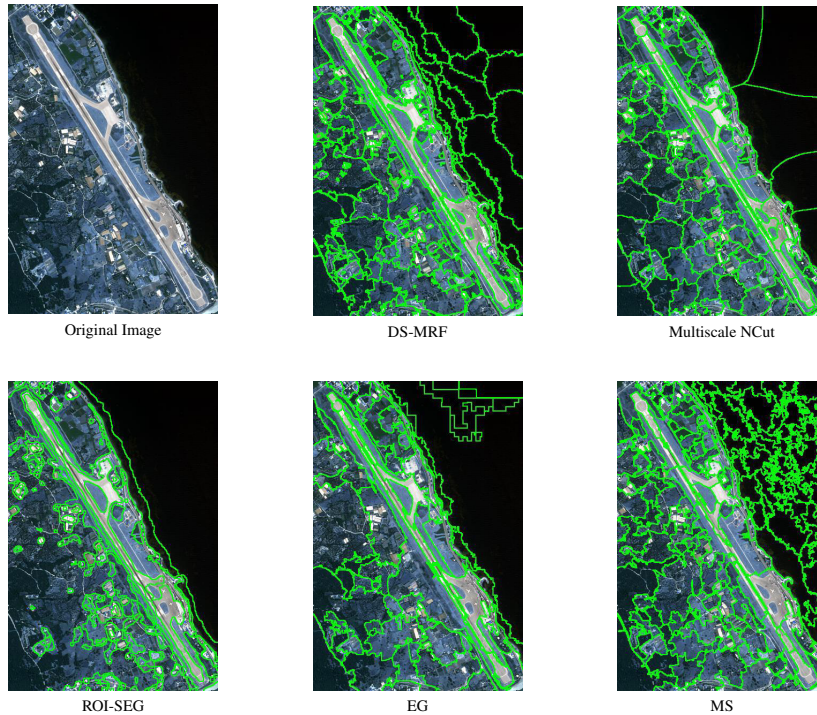 Original Image
DS-MRF
Multiscale NCut
ROI-SEG
EG
MS